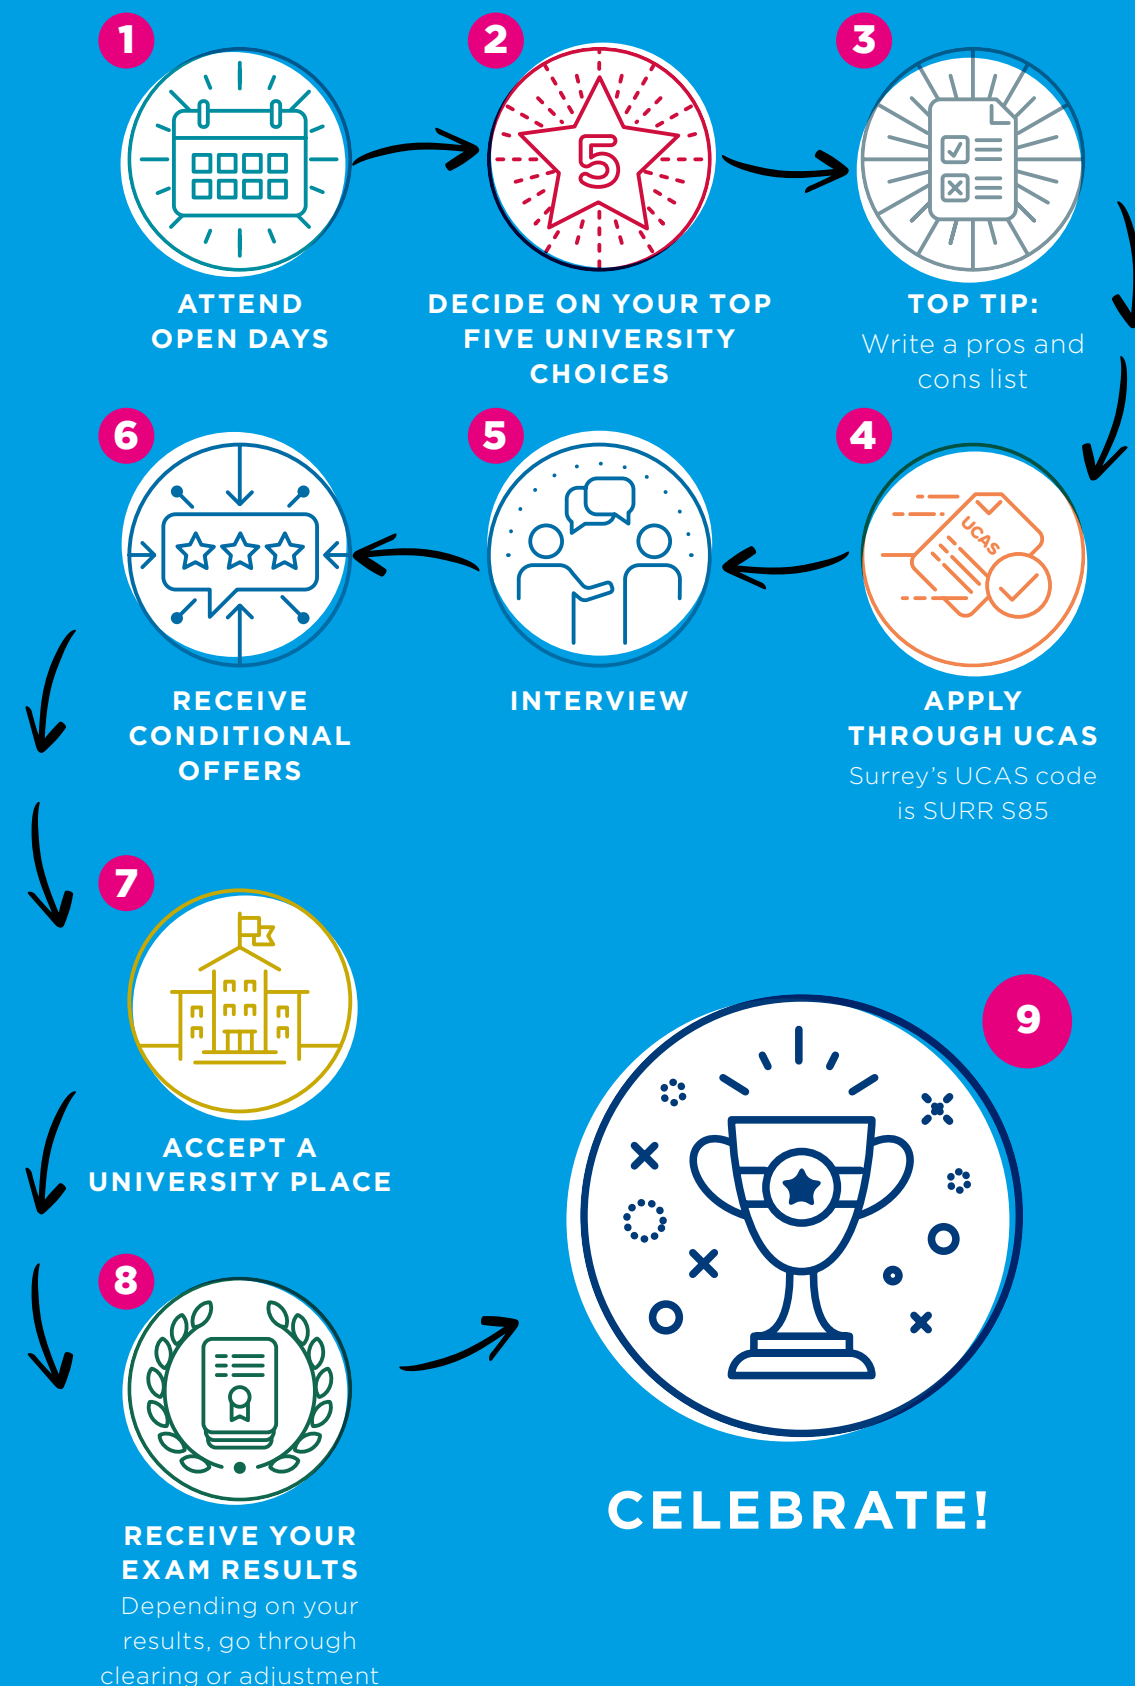 1
ATTEND
OPEN DAYS
2
5
DECIDE ON YOUR TOP
FIVE UNIVERSITY
CHOICES
3
TOP TIP:
Write a pros and
cons list
4
UCAS
APPLY
THROUGH UCAS
Surrey's UCAS code
is SURR S85
5
INTERVIEW
6
RECEIVE
CONDITIONAL
OFFERS
7
ACCEPT A
UNIVERSITY PLACE
8
RECEIVE YOUR
EXAM RESULTS
Depending on your
results, go through
clearing or adjustment
9
CELEBRATE!